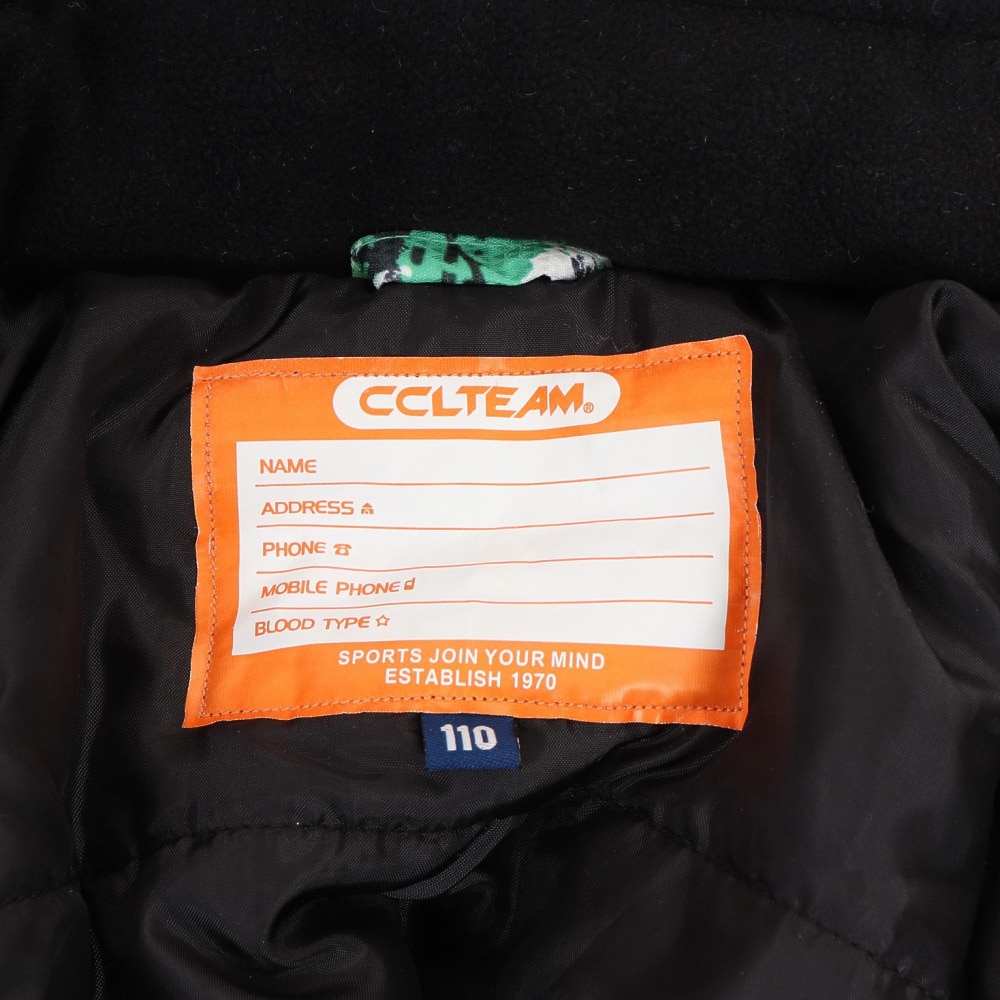 CCLTEAM®
NAME
ADDRESS
PHONE
MOBILE PHONE
BLOOD TYPE
SPORTS JOIN YOUR MIND
ESTABLISH 1970
110